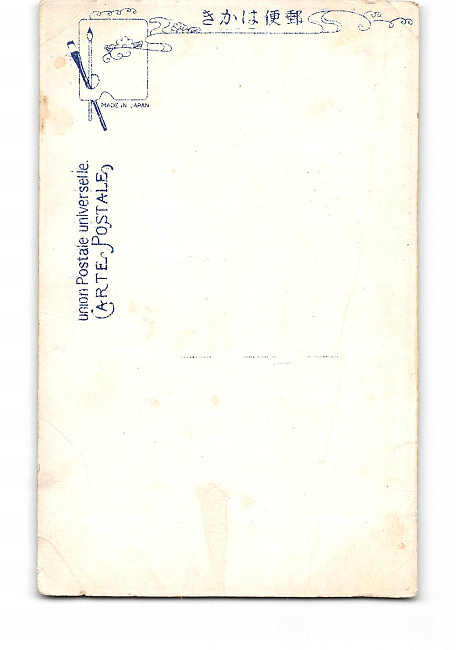 きかは便郵
MADE IN JAPAN
Union Postale universelle.
CARTE POSTALE